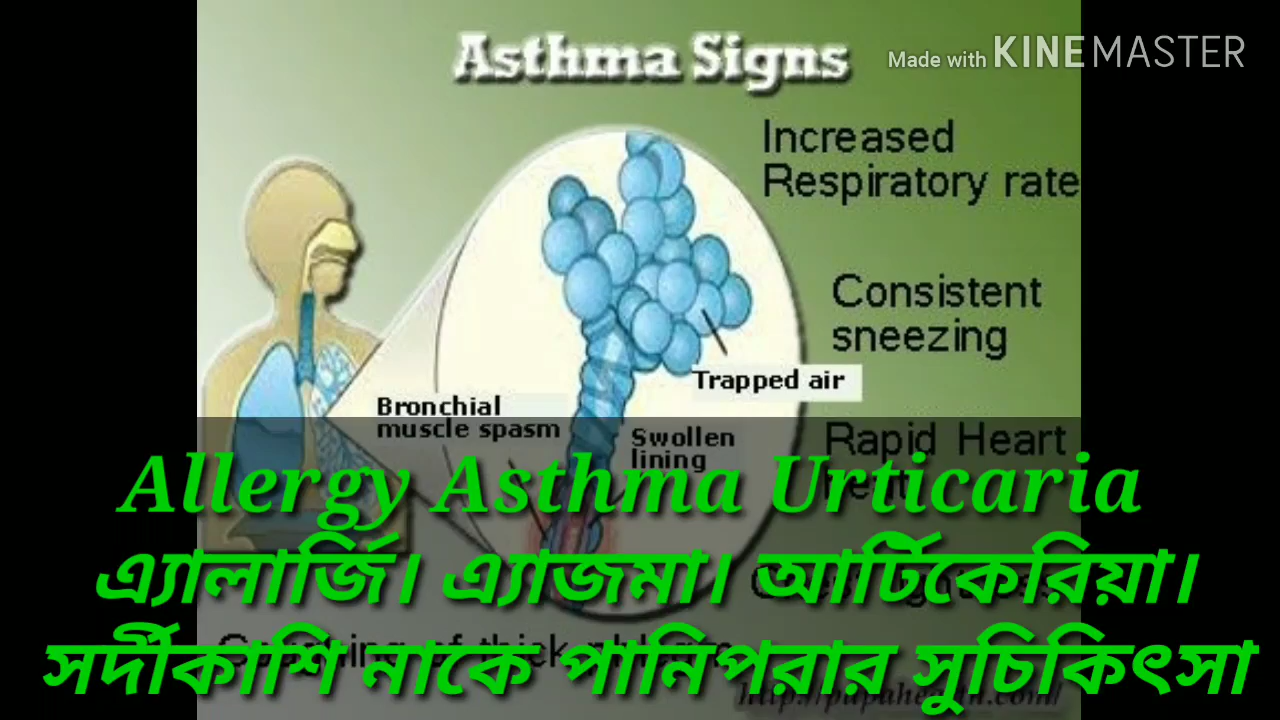 Asthma Signs
Made with KINEMASTER
Increased
Respiratory rate
Consistent
sneezing
Trapped air
Bronchial
muscle spasm
Swollen
lining
Rapid Heart
Allergy Asthma Urticaria
এ্যালার্জি। এ্যাজমা। আর্টিকেরিয়া।
সর্দীকাশি নাকে পানিপরার সুচিকিৎসা